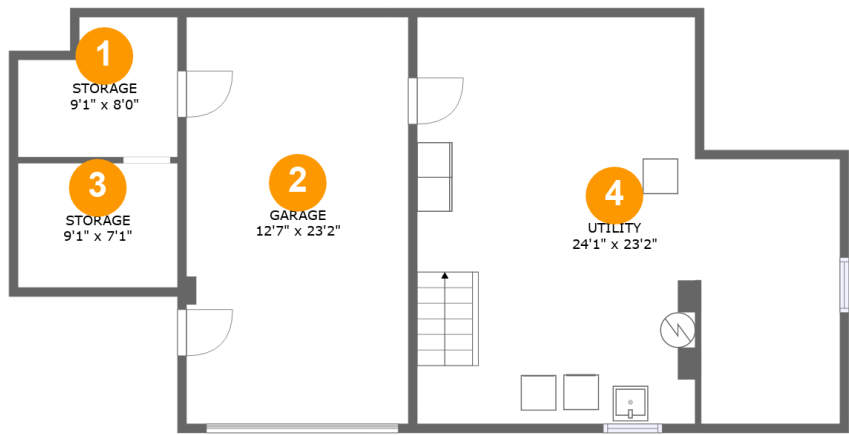 1
STORAGE
9'1" x 8'0"
2
GARAGE
12'7" x 23'2"
3
STORAGE
9'1" x 7'1"
4
UTILITY
24'1" x 23'2"